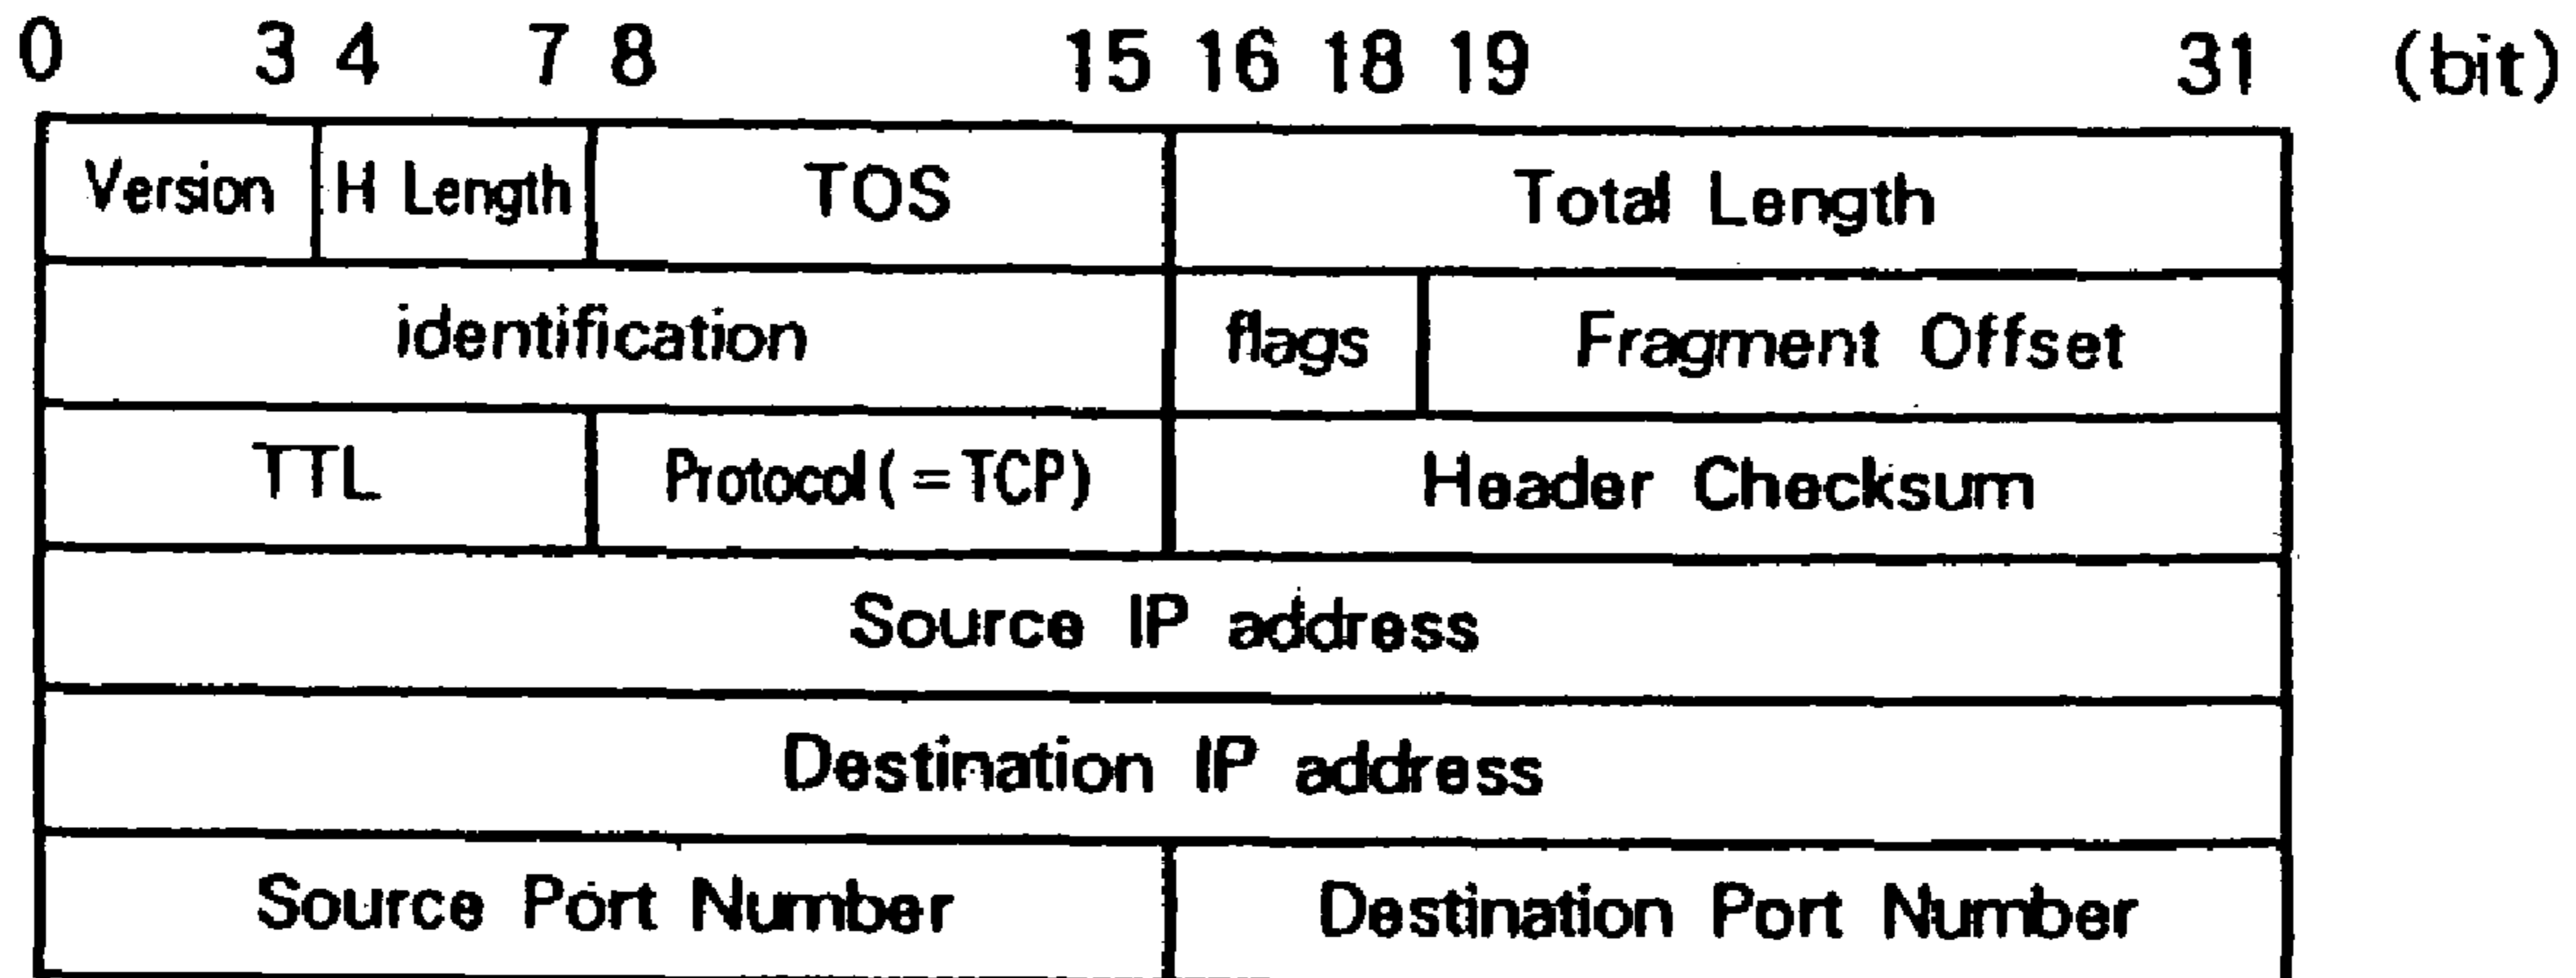 0 3 4 7 8 15 16 18 19 31 (bit)
Version H Length TOS Total Length
identification flags Fragment Offset
TTL Protocol (=TCP) Header Checksum
Source IP address
Destination IP address
Source Port Number Destination Port Number